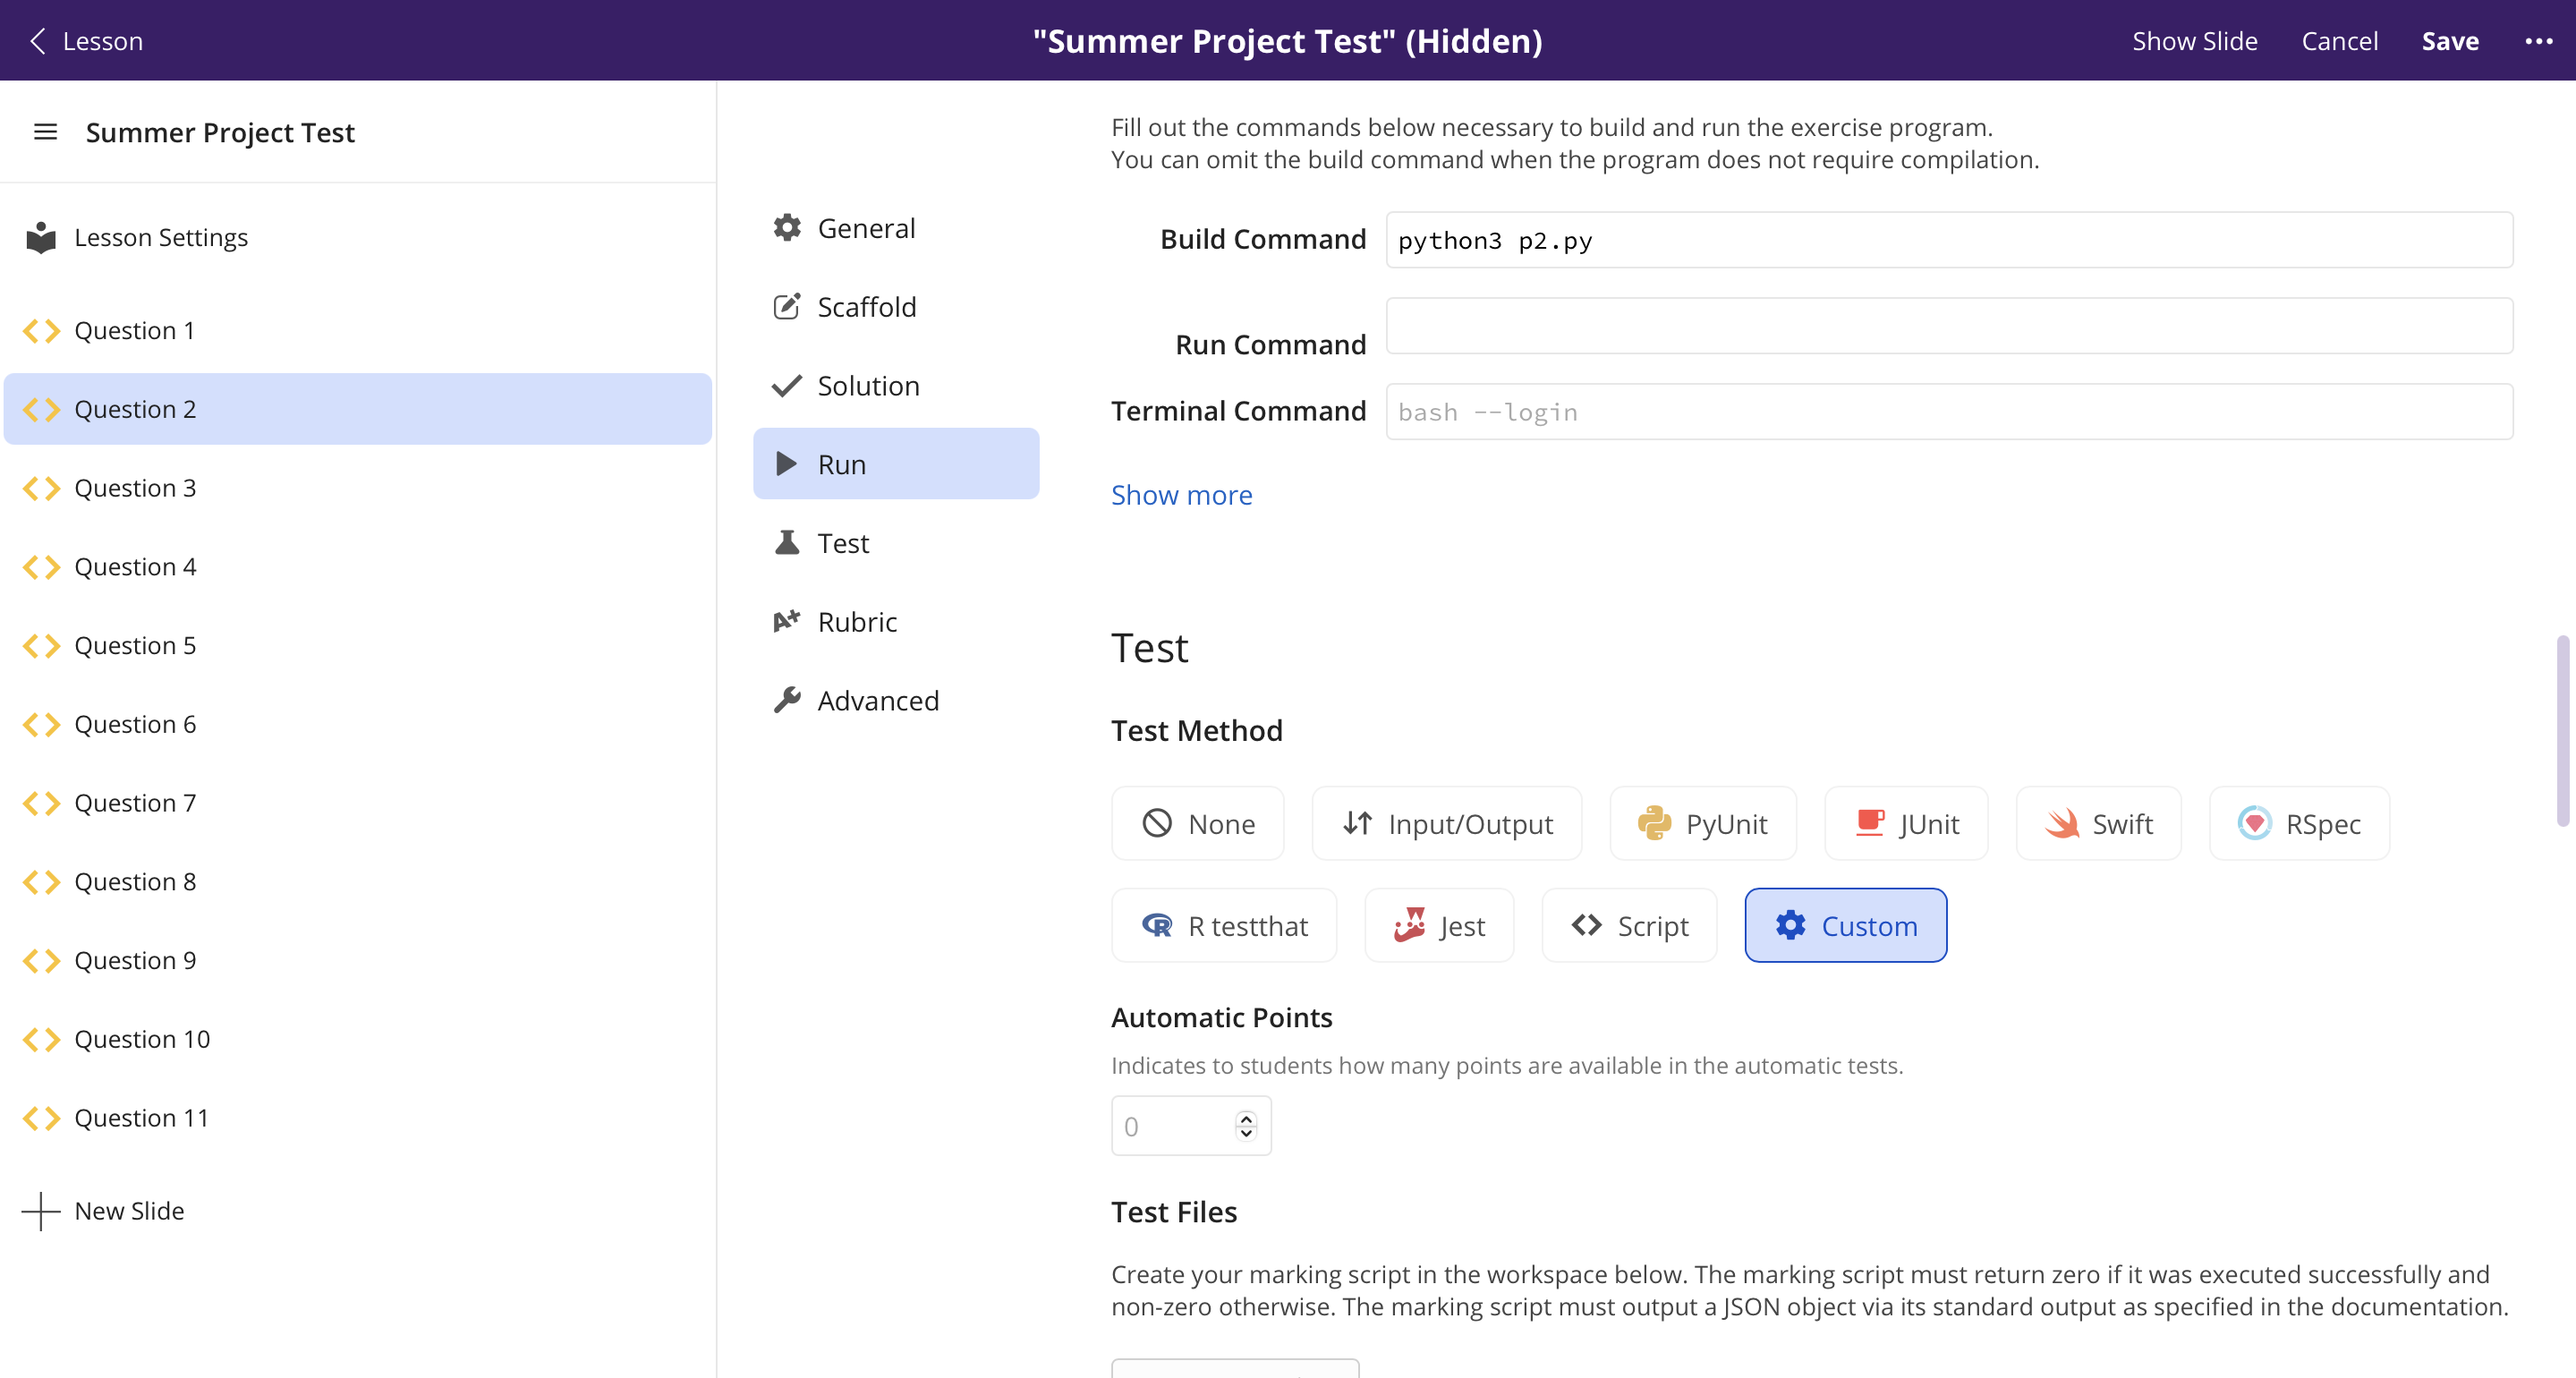 Lesson
"Summer Project Test" (Hidden)
Show Slide
Cancel
Save
Summer Project Test
Lesson Settings
Question 1
Question 2
Question 3
Question 4
Question 5
Question 6
Question 7
Question 8
Question 9
Question 10
Question 11
New Slide
General
Scaffold
Solution
Run
Test
Rubric
Advanced
Fill out the commands below necessary to build and run the exercise program.
You can omit the build command when the program does not require compilation.
Build Command
python3 p2.py
Run Command
Terminal Command
bash --login
Show more
Test
Test Method
None
Input/Output
PyUnit
JUnit
Swift
RSpec
R testthat
Jest
Script
Custom
Automatic Points
Indicates to students how many points are available in the automatic tests.
0
Test Files
Create your marking script in the workspace below. The marking script must return zero if it was executed successfully and
non-zero otherwise. The marking script must output a JSON object via its standard output as specified in the documentation.